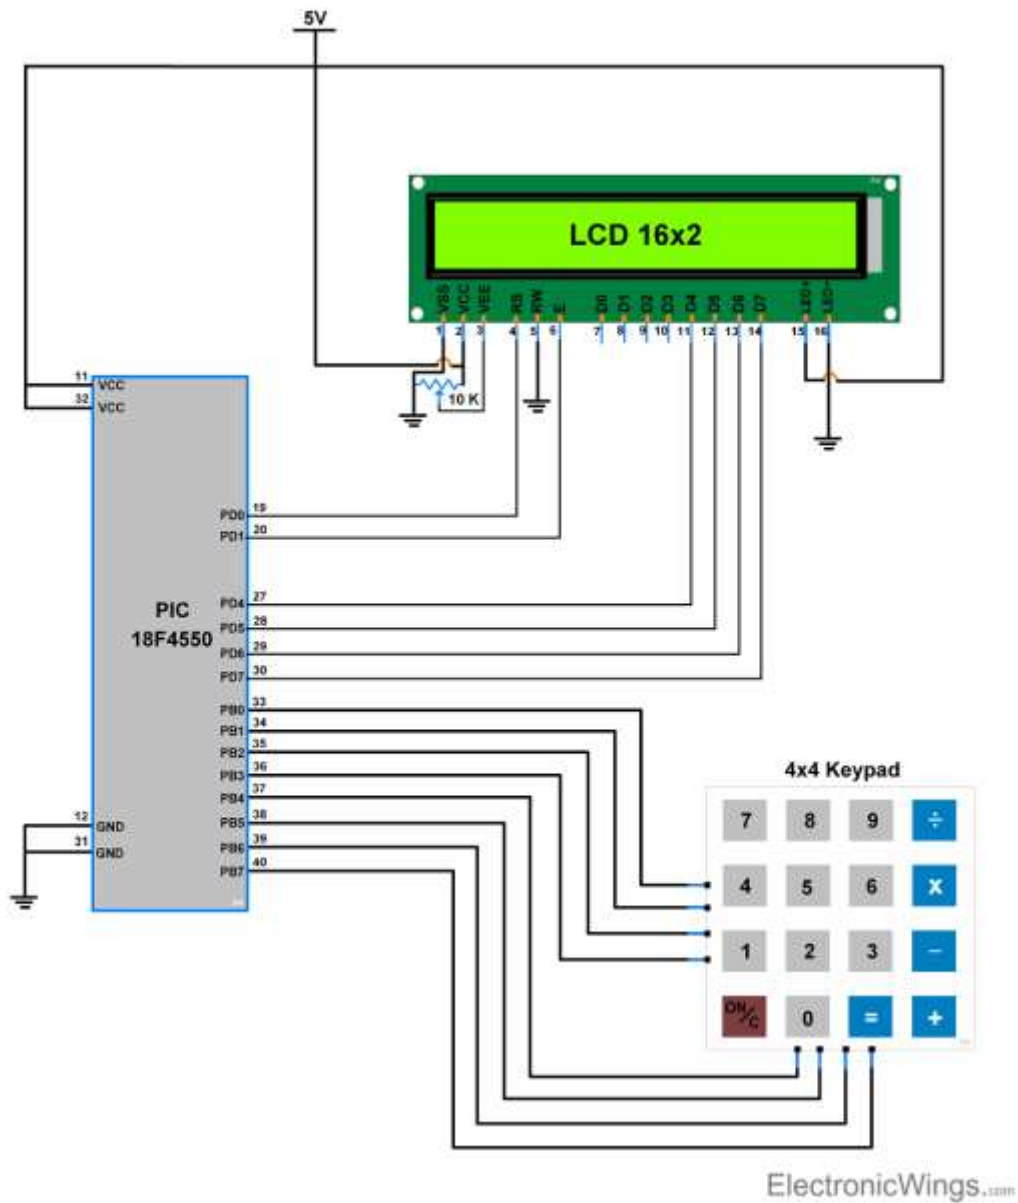 5V
LCD 16x2
VSS VCC VEE RS RW E D0 D1 D2 D3 D4 D5 D6 D7 LED+ LED-
1 2 3 4 5 6 7 8 9 10 11 12 13 14 15 16
10 K
11 VCC
32 VCC
PD0 19
PD1 20
PIC
18F4550
PD4 27
PD5 28
PD6 29
PD7 30
PB0 33
PB1 34
PB2 35
PB3 36
PB4 37
PB5 38
PB6 39
PB7 40
12 GND
31 GND
4x4 Keypad
7 8 9 ÷
4 5 6 X
1 2 3 −
ON/C 0 = +
ElectronicWings.com